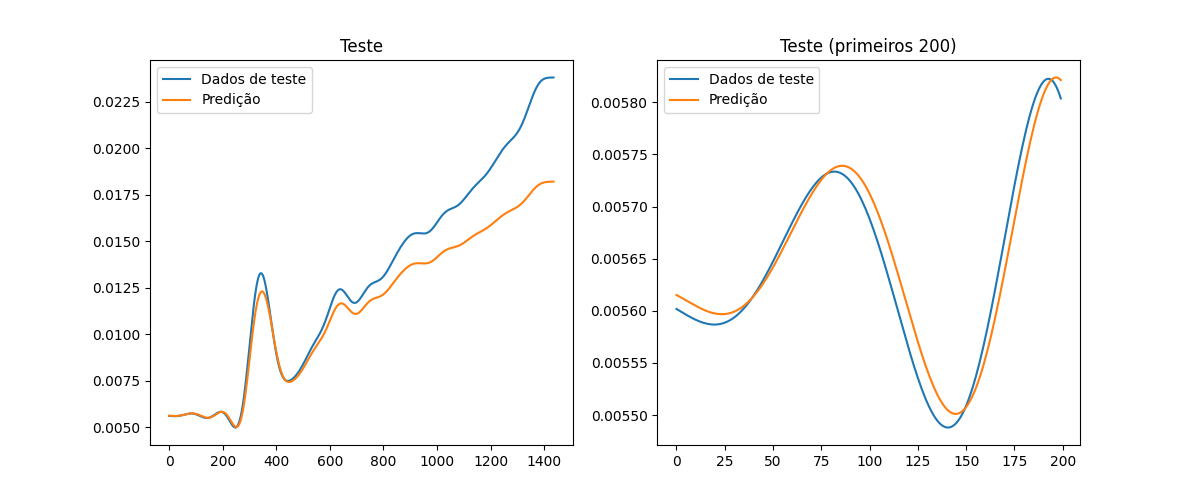 Teste
Dados de teste
Predição
0.0225
0.0200
0.0175
0.0150
0.0125
0.0100
0.0075
0.0050
0 200 400 600 800 1000 1200 1400
Teste (primeiros 200)
Dados de teste
Predição
0.00580
0.00575
0.00570
0.00565
0.00560
0.00555
0.00550
0 25 50 75 100 125 150 175 200